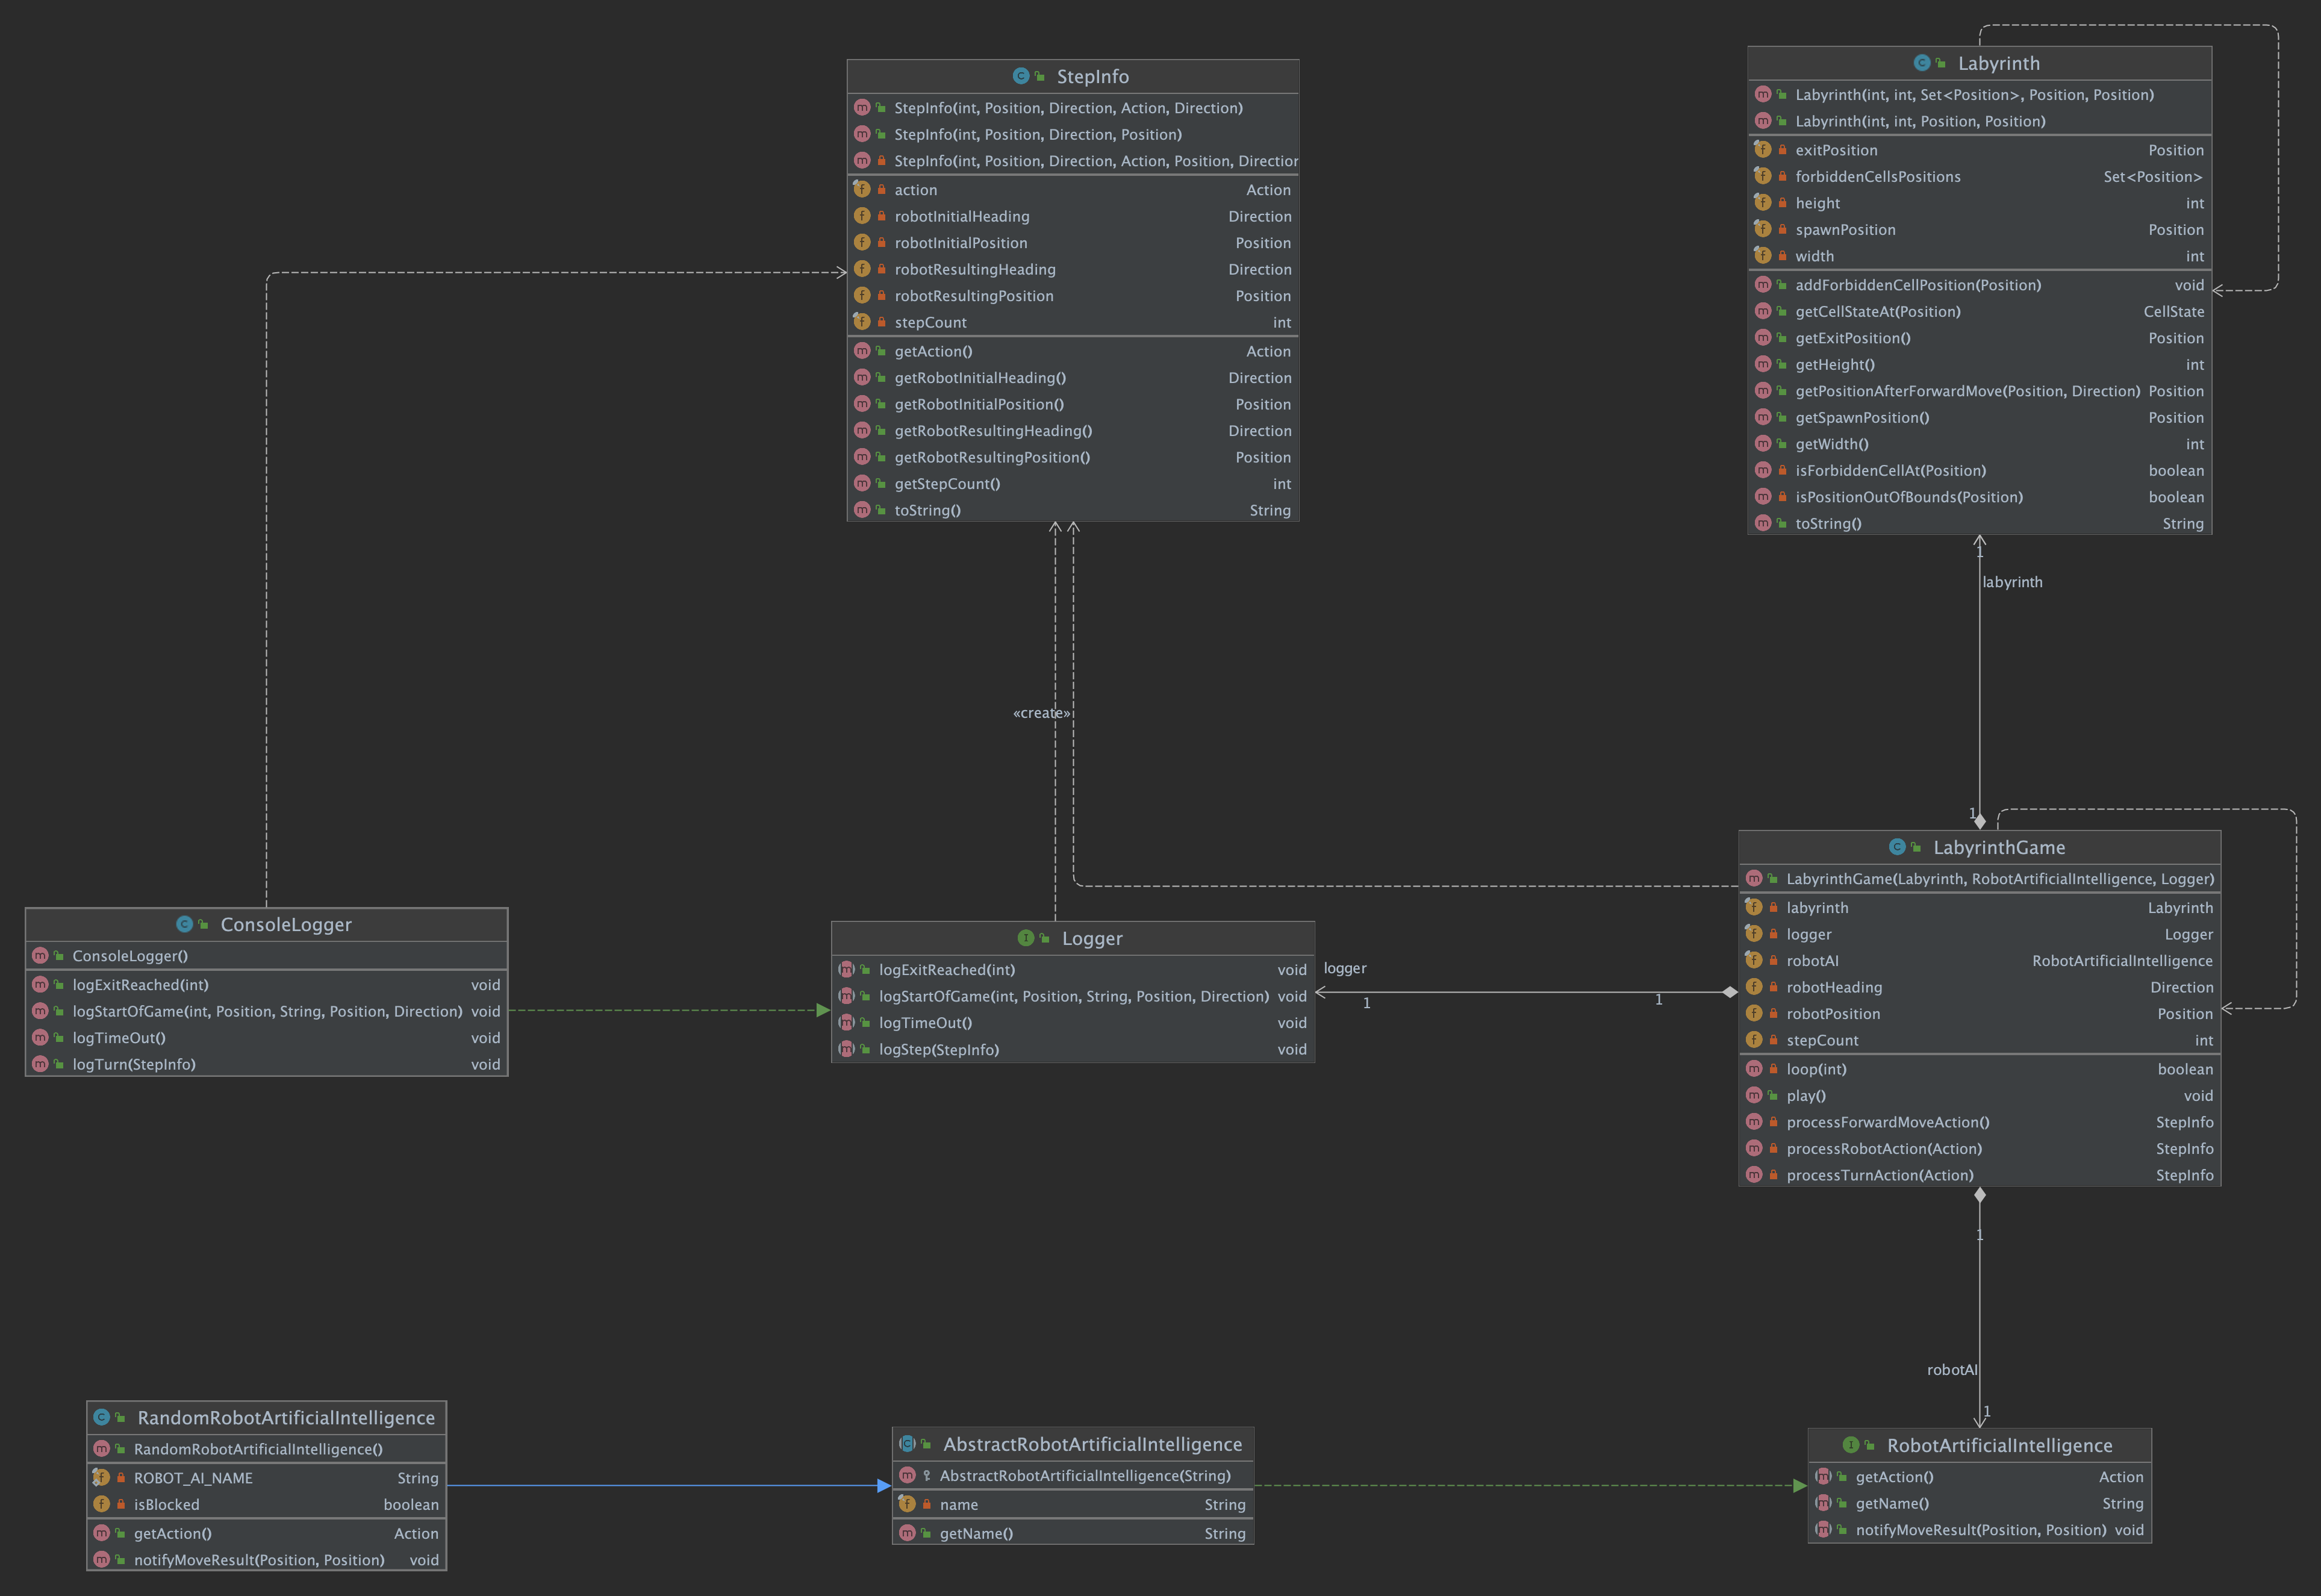 StepInfo
StepInfo(int, Position, Direction, Action, Direction)
StepInfo(int, Position, Direction, Position)
StepInfo(int, Position, Direction, Action, Position, Direction
action Action
robotInitialHeading Direction
robotInitialPosition Position
robotResultingHeading Direction
robotResultingPosition Position
stepCount int
getAction() Action
getRobotInitialHeading() Direction
getRobotInitialPosition() Position
getRobotResultingHeading() Direction
getRobotResultingPosition() Position
getStepCount() int
toString() String
Labyrinth
Labyrinth(int, int, Set<Position>, Position, Position)
Labyrinth(int, int, Position, Position)
exitPosition Position
forbiddenCellsPositions Set<Position>
height int
spawnPosition Position
width int
addForbiddenCellPosition(Position) void
getCellStateAt(Position) CellState
getExitPosition() Position
getHeight() int
getPositionAfterForwardMove(Position, Direction) Position
getSpawnPosition() Position
getWidth() int
isForbiddenCellAt(Position) boolean
isPositionOutOfBounds(Position) boolean
toString() String
1
labyrinth
«create»
1
ConsoleLogger
ConsoleLogger()
logExitReached(int) void
logStartOfGame(int, Position, String, Position, Direction) void
logTimeOut() void
logTurn(StepInfo) void
Logger
logExitReached(int) void
logStartOfGame(int, Position, String, Position, Direction) void
logTimeOut() void
logStep(StepInfo) void
logger
1
1
LabyrinthGame
LabyrinthGame(Labyrinth, RobotArtificialIntelligence, Logger)
labyrinth Labyrinth
logger Logger
robotAI RobotArtificialIntelligence
robotHeading Direction
robotPosition Position
stepCount int
loop(int) boolean
play() void
processForwardMoveAction() StepInfo
processRobotAction(Action) StepInfo
processTurnAction(Action) StepInfo
1
robotAI
1
RandomRobotArtificialIntelligence
RandomRobotArtificialIntelligence()
ROBOT_AI_NAME String
isBlocked boolean
getAction() Action
notifyMoveResult(Position, Position) void
AbstractRobotArtificialIntelligence
AbstractRobotArtificialIntelligence(String)
name String
getName() String
RobotArtificialIntelligence
getAction() Action
getName() String
notifyMoveResult(Position, Position) void